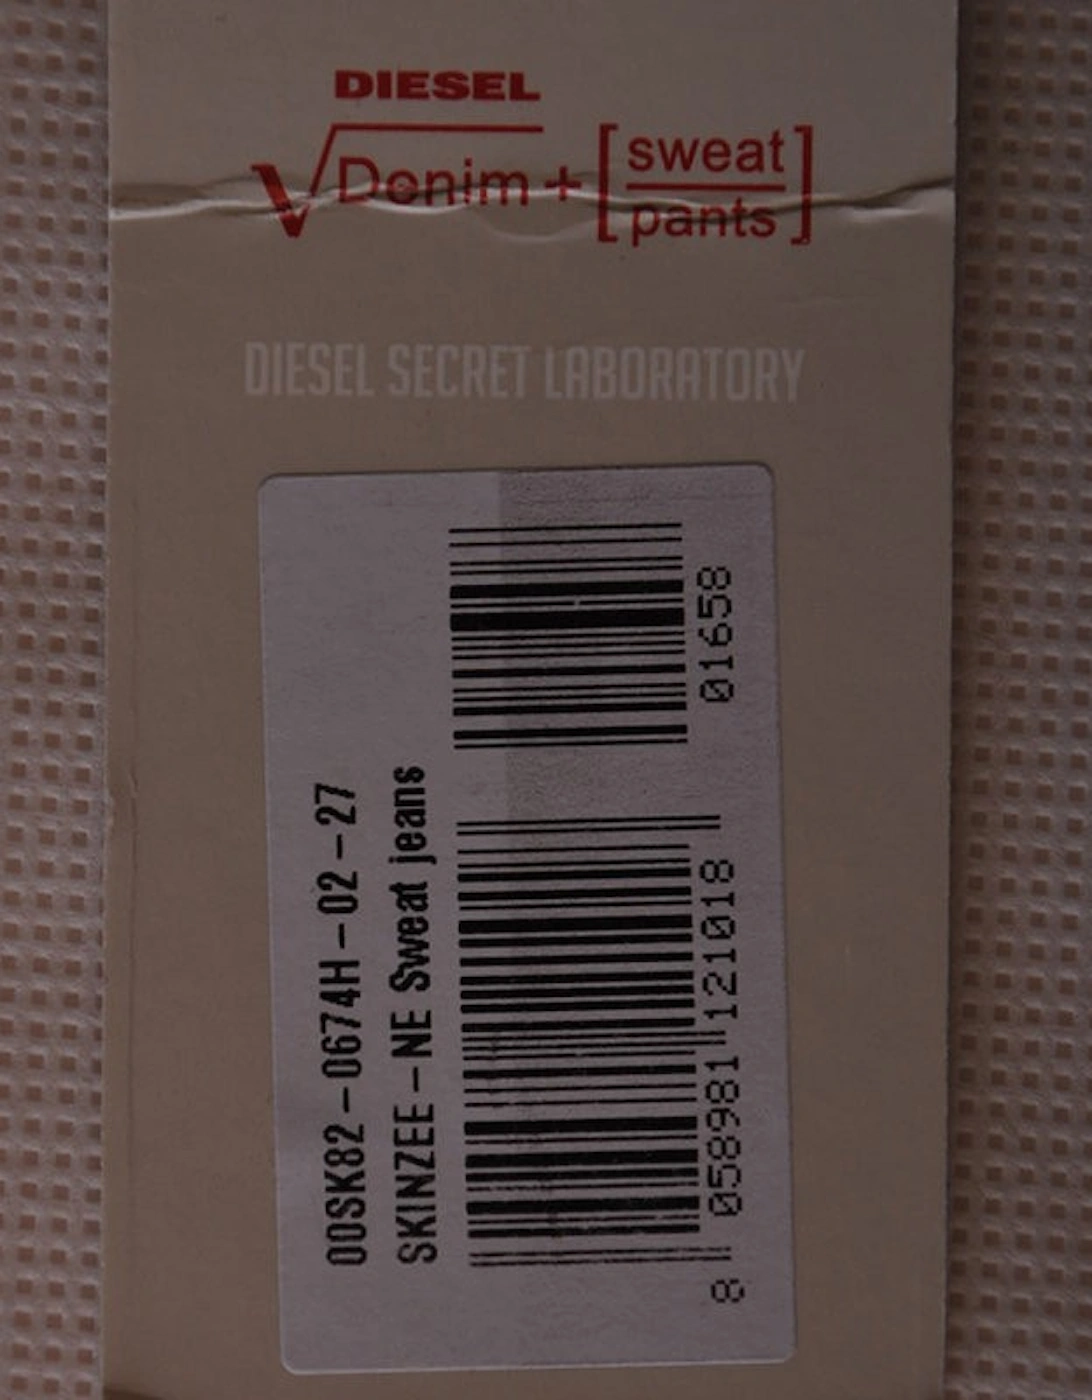 DIESEL
√Denim + [sweat
pants]
DIESEL SECRET LABORATORY
00SK82-0674H-02-27
SKINZEE-NE Sweat jeans
01658
8 058981 121018